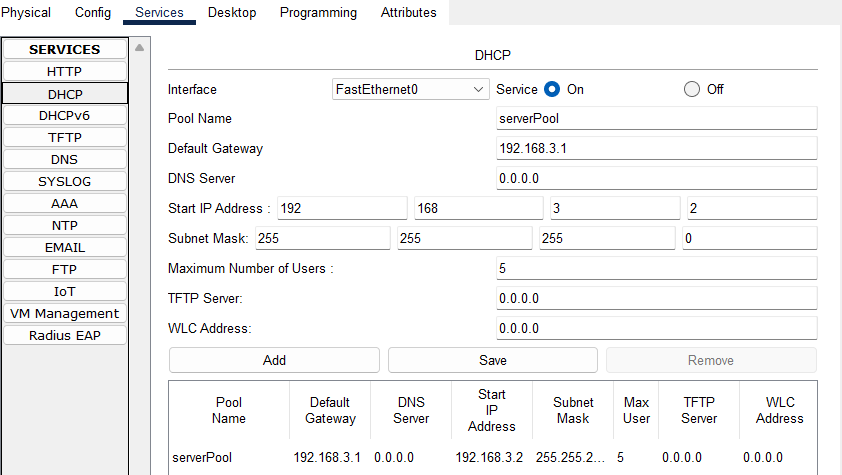 Physical Config Services Desktop Programming Attributes
SERVICES
HTTP
DHCP
DHCPv6
TFTP
DNS
SYSLOG
AAA
NTP
EMAIL
FTP
IoT
VM Management
Radius EAP
DHCP
Interface FastEthernet0 Service On Off
Pool Name serverPool
Default Gateway 192.168.3.1
DNS Server 0.0.0.0
Start IP Address : 192 168 3 2
Subnet Mask: 255 255 255 0
Maximum Number of Users : 5
TFTP Server: 0.0.0.0
WLC Address: 0.0.0.0
Add Save Remove
Pool Name Default Gateway DNS Server Start IP Address Subnet Mask Max User TFTP Server WLC Address
serverPool 192.168.3.1 0.0.0.0 192.168.3.2 255.255.2... 5 0.0.0.0 0.0.0.0